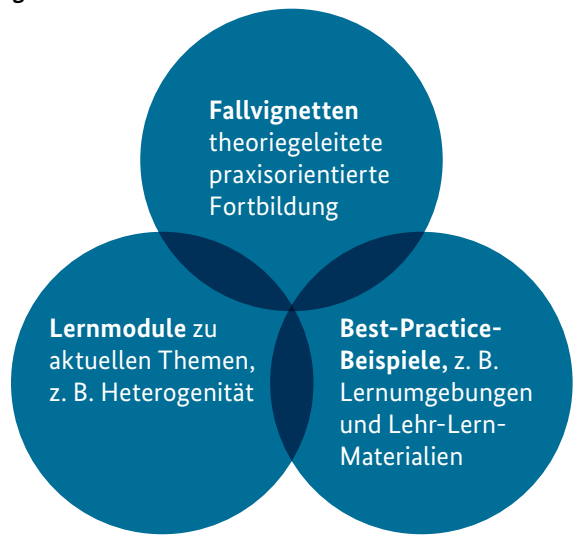 Fallvignetten
theoriegeleitete
praxisorientierte
Fortbildung
Lernmodule zu
aktuellen Themen,
z. B. Heterogenität
Best-Practice-
Beispiele, z. B.
Lernumgebungen
und Lehr-Lern-
Materialien